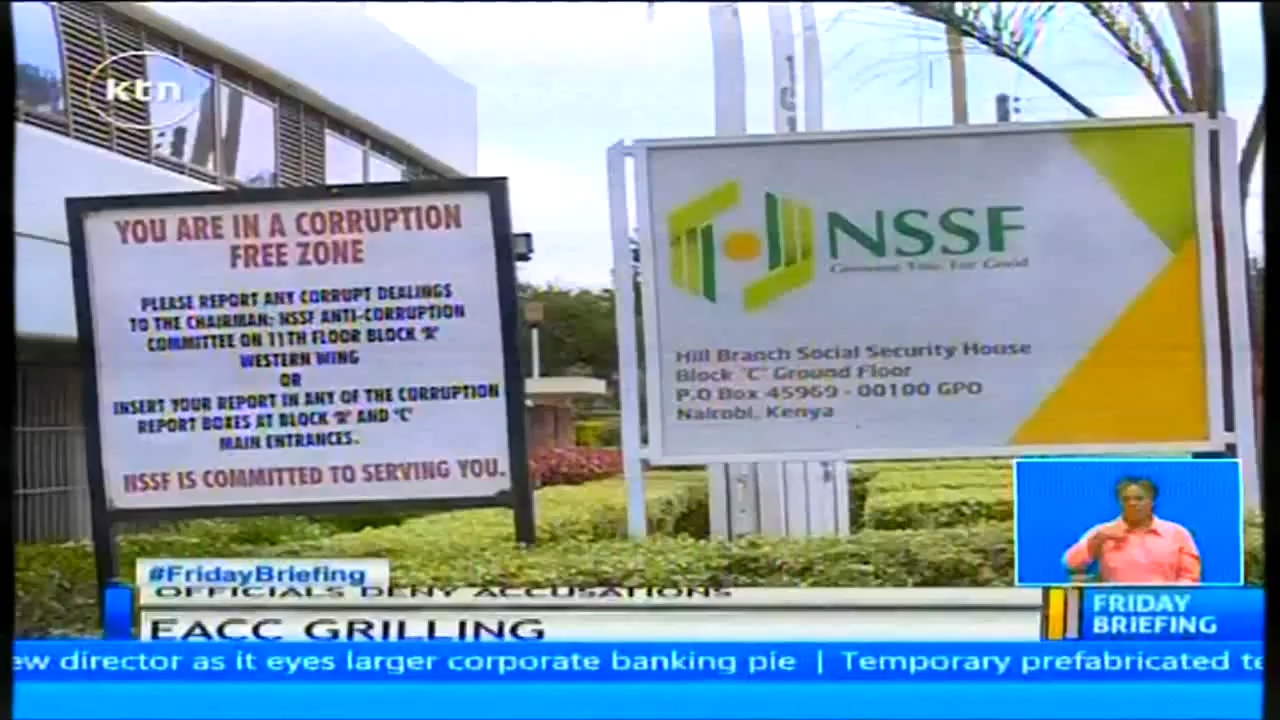 ktn
YOU ARE IN A CORRUPTION
FREE ZONE
PLEASE REPORT ANY CORRUPT DEALINGS
TO THE CHAIRMAN: NSSF ANTI-CORRUPTION
COMMITTEE ON 11TH FLOOR BLOCK 'A'
WESTERN WING
OR
INSERT YOUR REPORT IN ANY OF THE CORRUPTION
REPORT BOXES AT BLOCK 'A' AND 'C'
MAIN ENTRANCES.
NSSF IS COMMITTED TO SERVING YOU.
NSSF
Growing You. For Good
Hill Branch Social Security House
Block 'C' Ground Floor
P.O Box 45969 - 00100 GPO
Nairobi, Kenya
#FridayBriefing
OFFICIALS DENY ACCUSATIONS
EACC GRILLING
FRIDAY
BRIEFING
ew director as it eyes larger corporate banking pie | Temporary prefabricated te